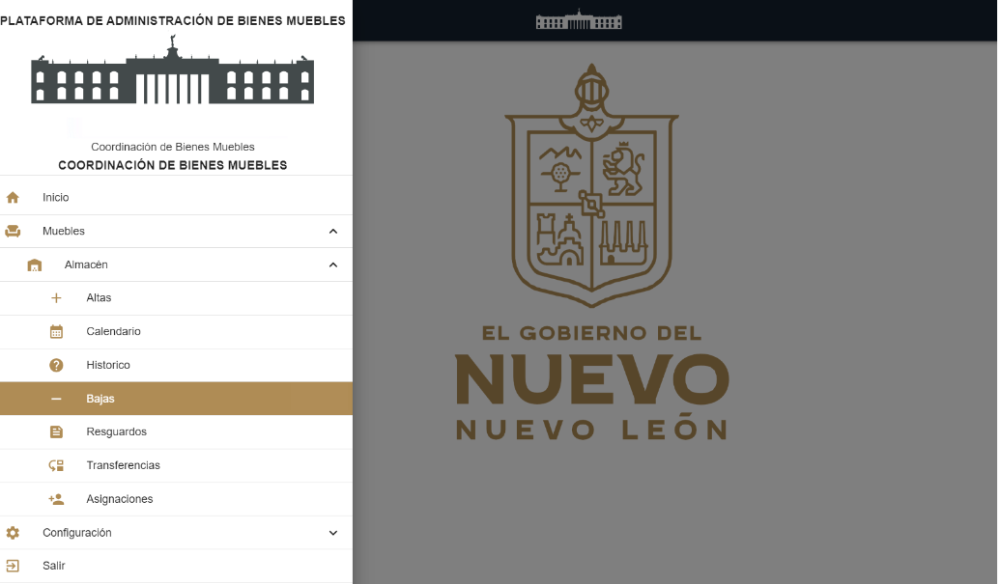 PLATAFORMA DE ADMINISTRACIÓN DE BIENES MUEBLES
Coordinación de Bienes Muebles
COORDINACIÓN DE BIENES MUEBLES
Inicio
Muebles
Almacén
Altas
Calendario
Historico
Bajas
Resguardos
Transferencias
Asignaciones
Configuración
Salir
EL GOBIERNO DEL
NUEVO
NUEVO LEÓN